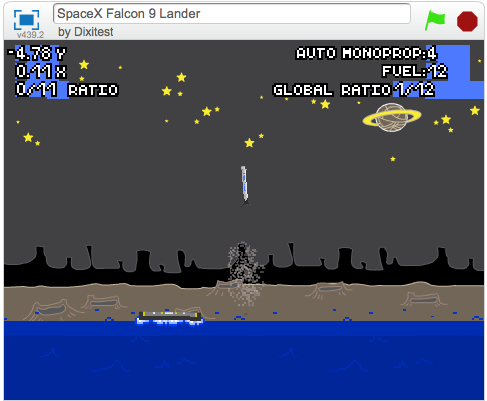 SpaceX Falcon 9 Lander
v439.2
by Dixitest
-4.78 Y
0.11 X
0/11 RATIO
AUTO MONOPROP:4
FUEL:12
GLOBAL RATIO 1/12